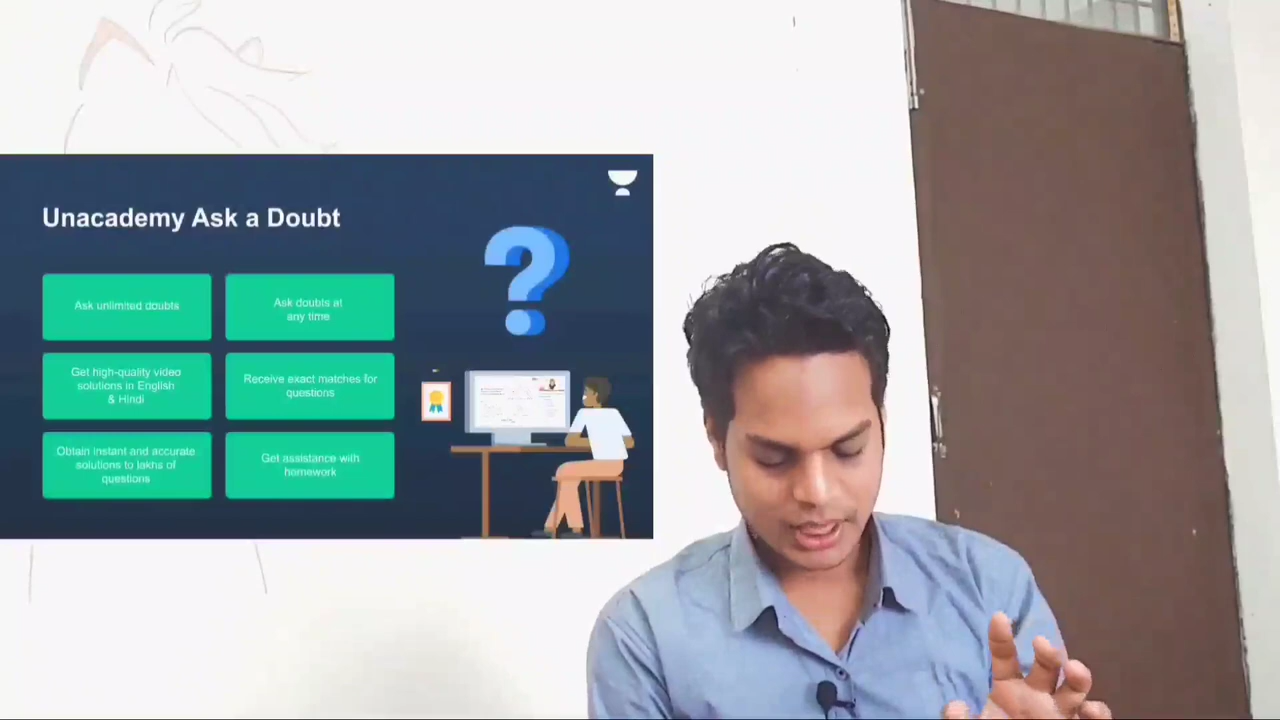 Unacademy Ask a Doubt
Ask unlimited doubts
Ask doubts at
any time
Get high-quality video
solutions in English
& Hindi
Receive exact matches for
questions
Obtain instant and accurate
solutions to lakhs of
questions
Get assistance with
homework